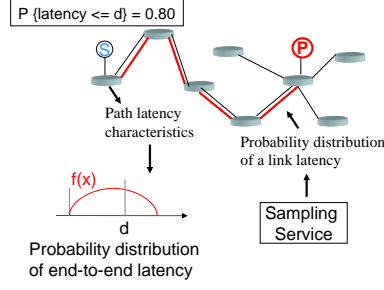 P {latency <= d} = 0.80
S
P
Path latency
characteristics
Probability distribution
of a link latency
f(x)
d
Sampling
Service
Probability distribution
of end-to-end latency